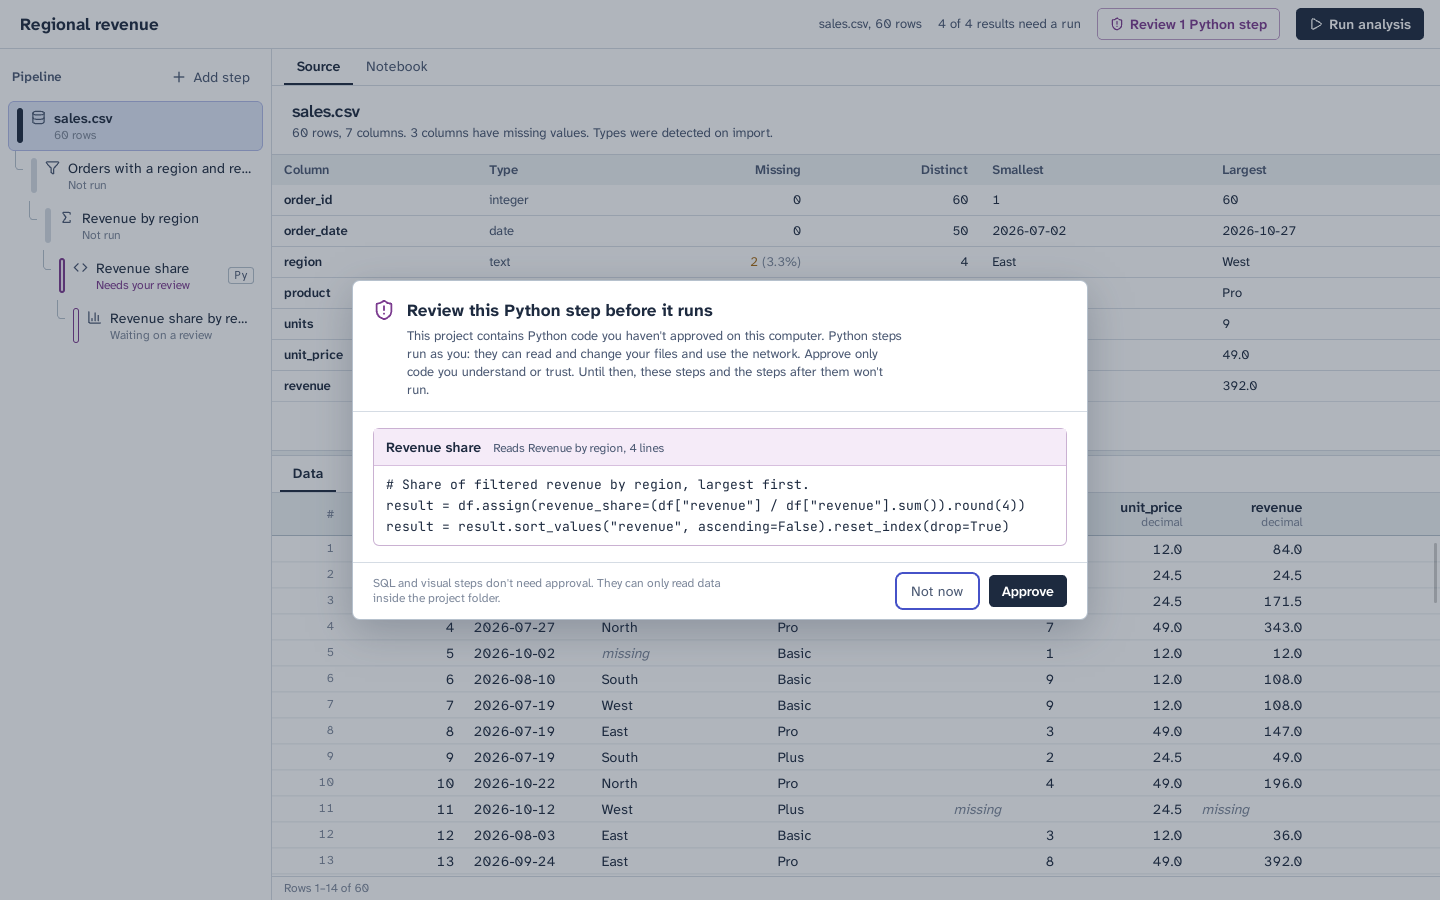 Regional revenue
sales.csv, 60 rows
4 of 4 results need a run
Review 1 Python step
Run analysis
Pipeline
Add step
sales.csv
60 rows
Orders with a region and re...
Not run
Revenue by region
Not run
Revenue share
Needs your review
Py
Revenue share by re...
Waiting on a review
Source
Notebook
sales.csv
60 rows, 7 columns. 3 columns have missing values. Types were detected on import.
Column Type Missing Distinct Smallest Largest
order_id integer 0 60 1 60
order_date date 0 50 2026-07-02 2026-10-27
region text 2 (3.3%) 4 East West
product Pro
units 9
unit_price 49.0
revenue 392.0
Review this Python step before it runs
This project contains Python code you haven't approved on this computer. Python steps
run as you: they can read and change your files and use the network. Approve only
code you understand or trust. Until then, these steps and the steps after them won't
run.
Revenue share Reads Revenue by region, 4 lines
# Share of filtered revenue by region, largest first.
result = df.assign(revenue_share=(df["revenue"] / df["revenue"].sum()).round(4))
result = result.sort_values("revenue", ascending=False).reset_index(drop=True)
SQL and visual steps don't need approval. They can only read data
inside the project folder.
Not now
Approve
Data
# unit_price revenue
decimal decimal
1 12.0 84.0
2 24.5 24.5
3 24.5 171.5
4 4 2026-07-27 North Pro 7 49.0 343.0
5 5 2026-10-02 missing Basic 1 12.0 12.0
6 6 2026-08-10 South Basic 9 12.0 108.0
7 7 2026-07-19 West Basic 9 12.0 108.0
8 8 2026-07-19 East Pro 3 49.0 147.0
9 9 2026-07-19 South Plus 2 24.5 49.0
10 10 2026-10-22 North Pro 4 49.0 196.0
11 11 2026-10-12 West Plus missing 24.5 missing
12 12 2026-08-03 East Basic 3 12.0 36.0
13 13 2026-09-24 East Pro 8 49.0 392.0
Rows 1–14 of 60